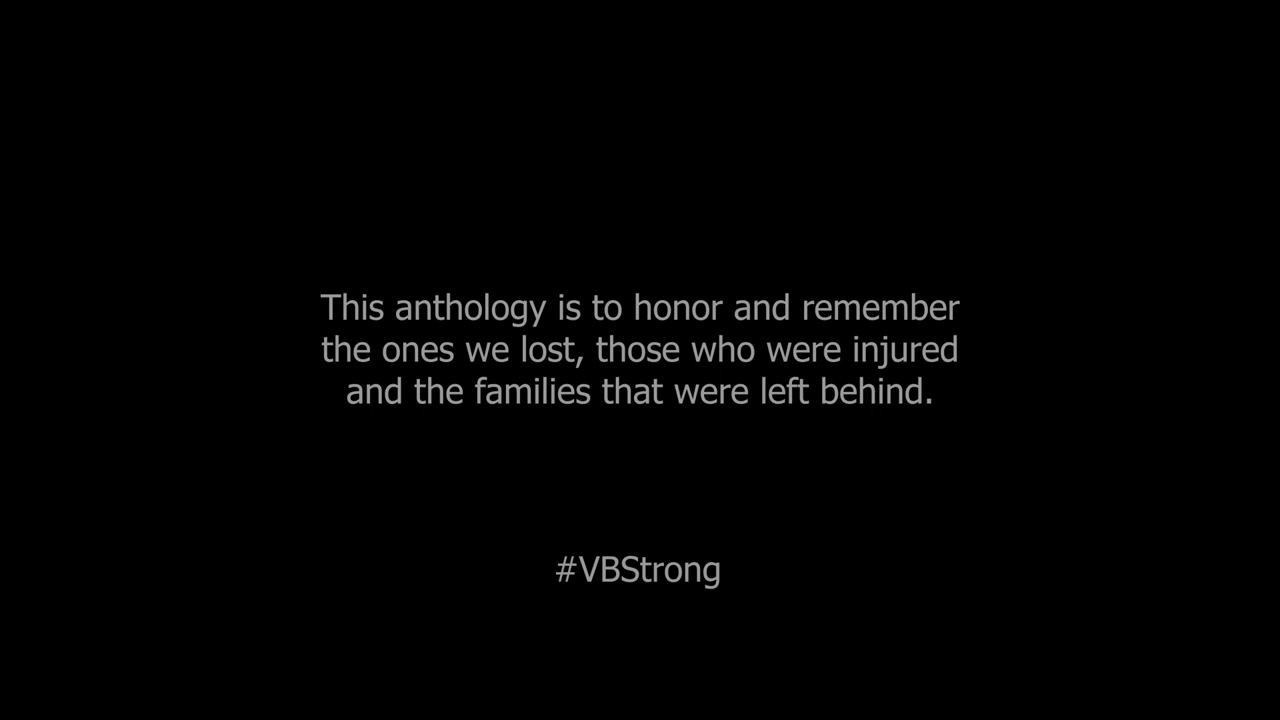 This anthology is to honor and remember
the ones we lost, those who were injured
and the families that were left behind.
#VBStrong